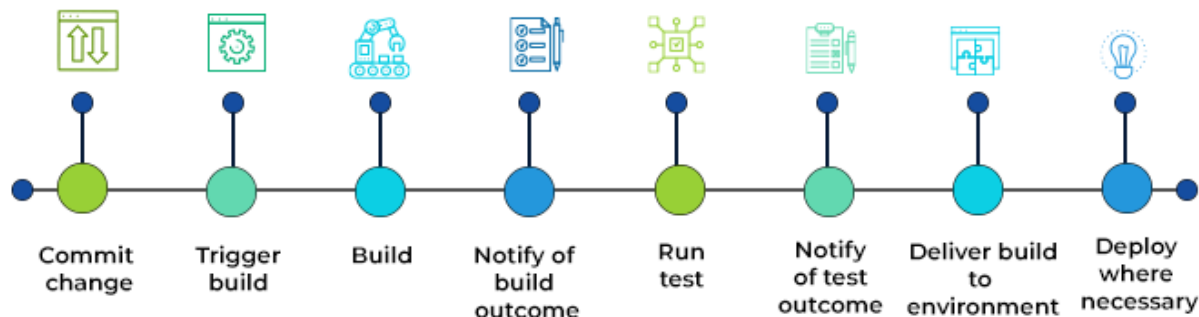 Commit
change
Trigger
build
Build
Notify of
build
outcome
Run
test
Notify
of test
outcome
Deliver build
to
environment
Deploy
where
necessary